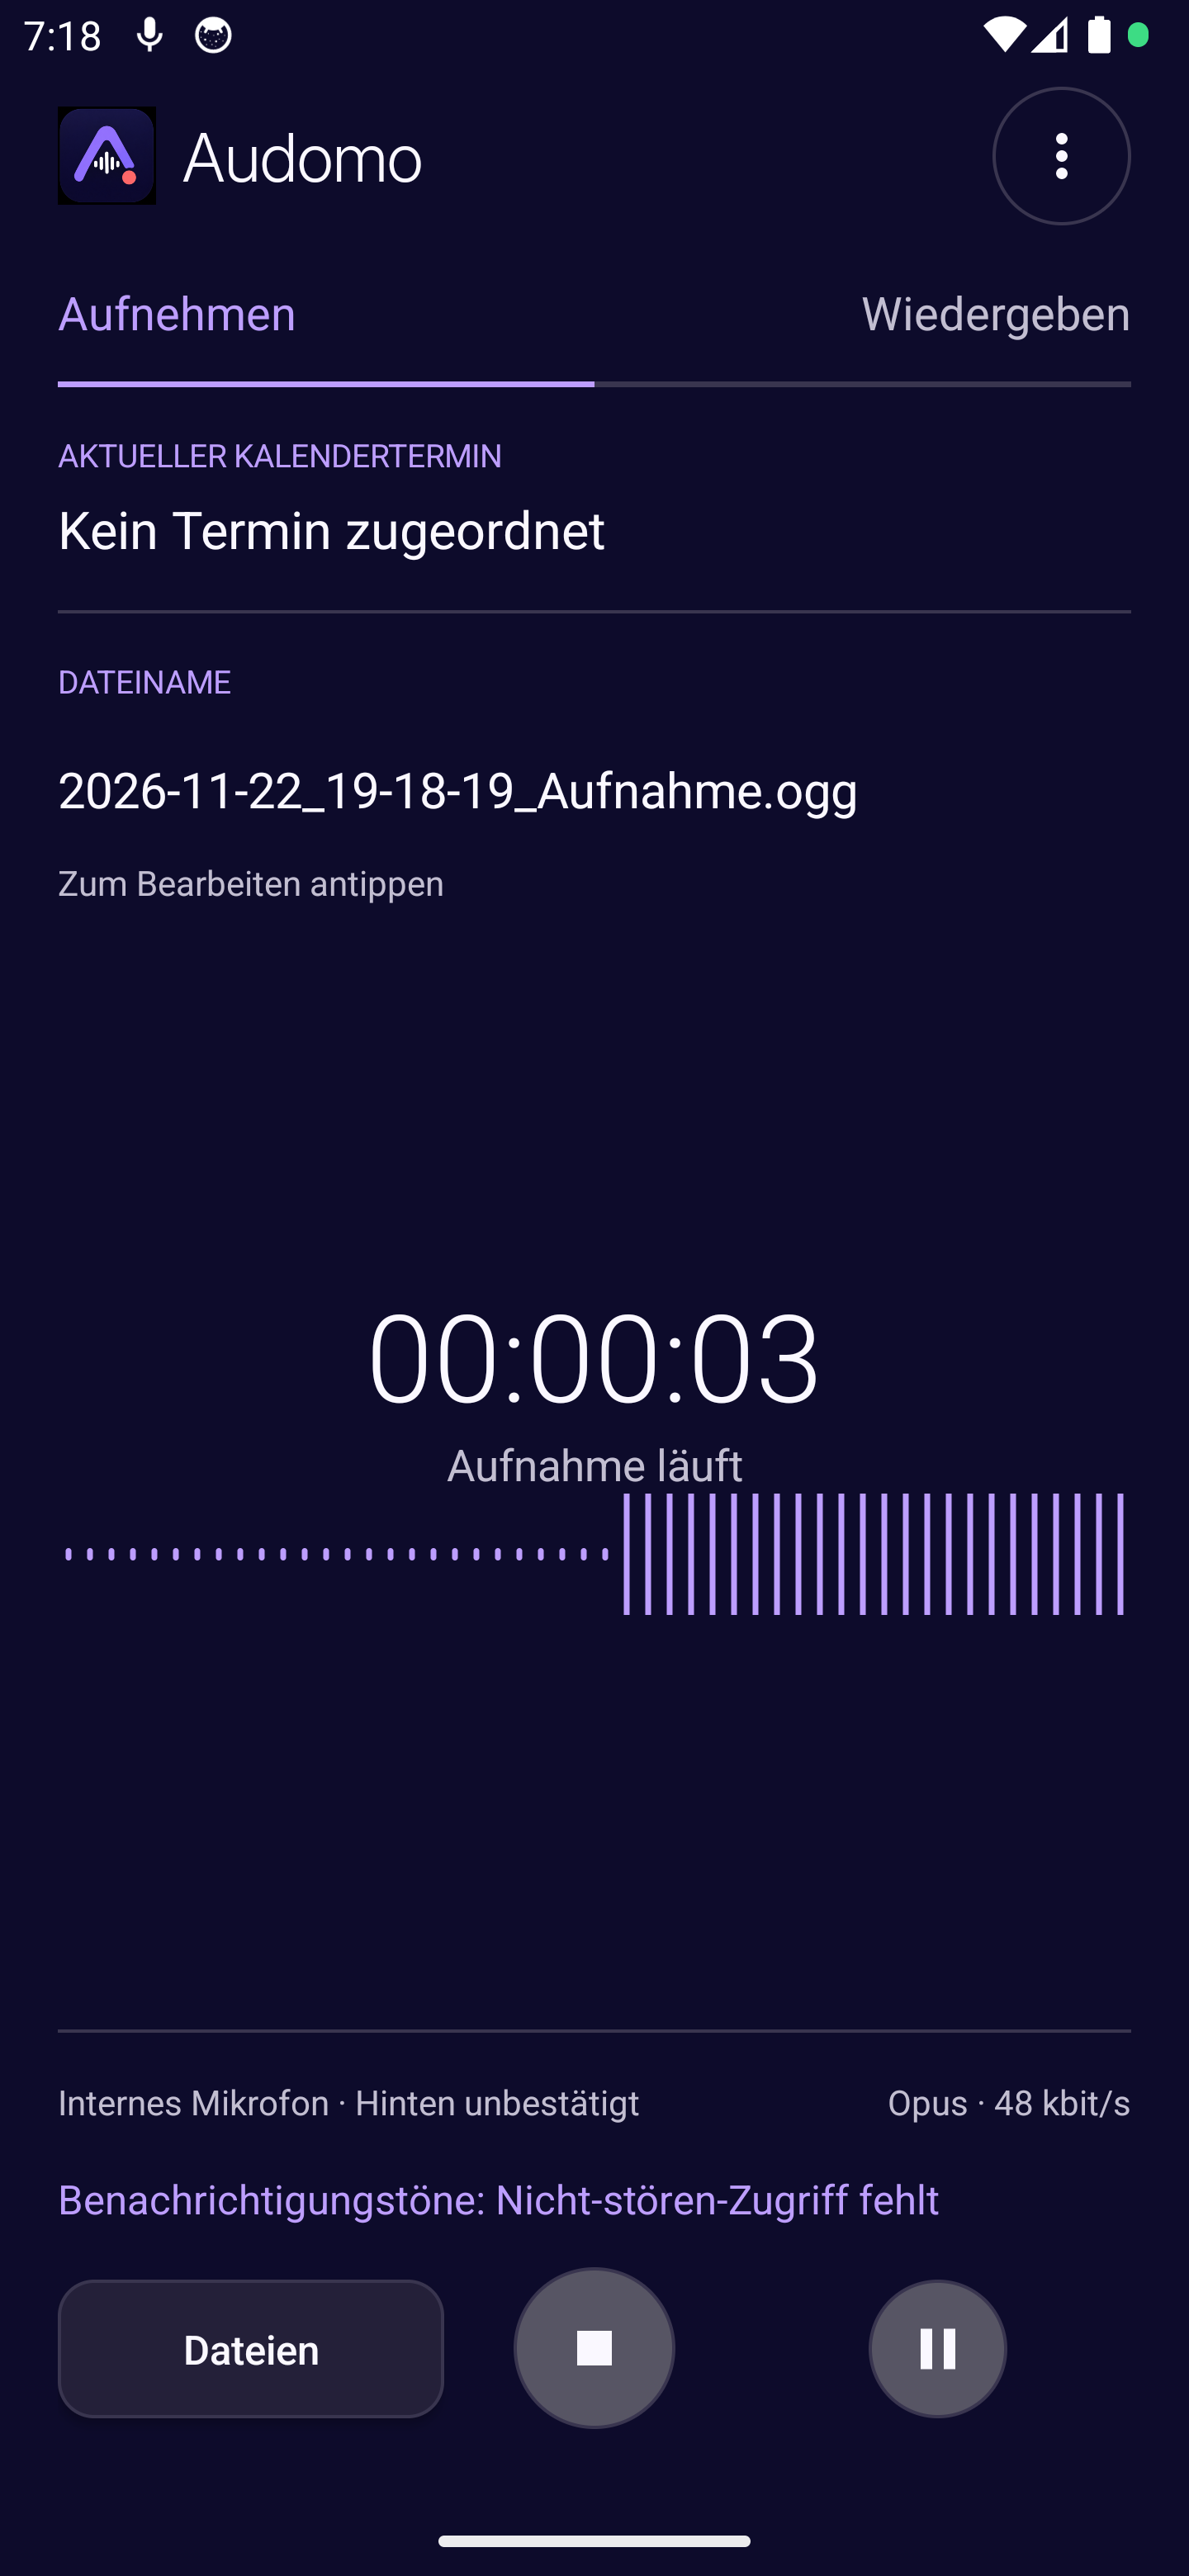 7:18
Audomo
Aufnehmen
Wiedergeben
AKTUELLER KALENDERTERMIN
Kein Termin zugeordnet
DATEINAME
2026-11-22_19-18-19_Aufnahme.ogg
Zum Bearbeiten antippen
00:00:03
Aufnahme läuft
Internes Mikrofon · Hinten unbestätigt
Opus · 48 kbit/s
Benachrichtigungstöne: Nicht-stören-Zugriff fehlt
Dateien